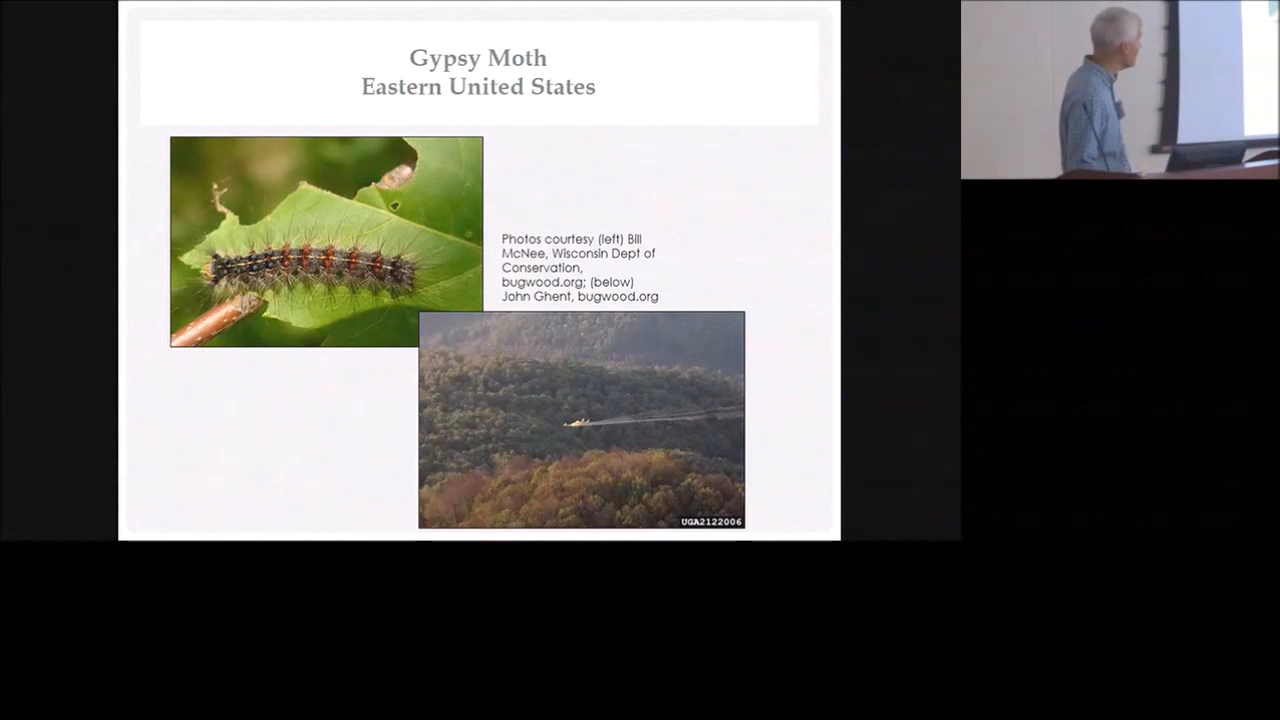 Gypsy Moth
Eastern United States
Photos courtesy (left) Bill
McNee, Wisconsin Dept of
Conservation,
bugwood.org; (below)
John Ghent, bugwood.org
UGA2122006